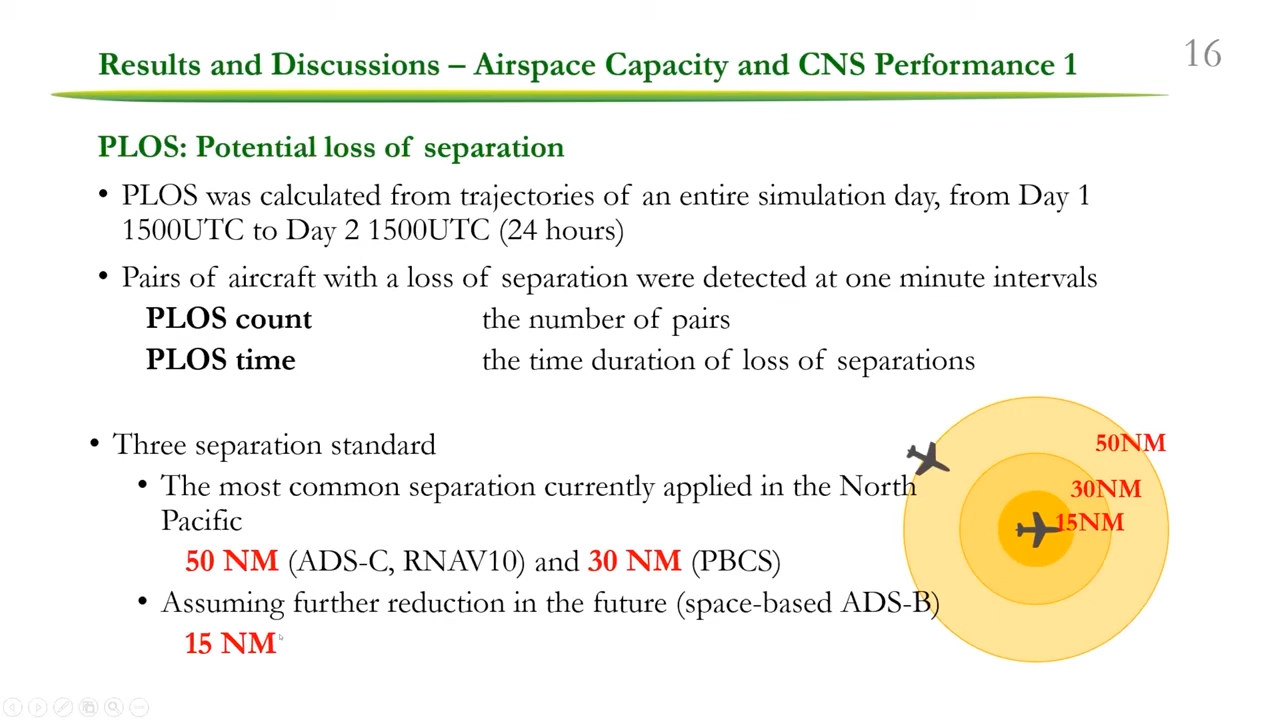 Results and Discussions – Airspace Capacity and CNS Performance 1
16
PLOS: Potential loss of separation
• PLOS was calculated from trajectories of an entire simulation day, from Day 1
1500UTC to Day 2 1500UTC (24 hours)
• Pairs of aircraft with a loss of separation were detected at one minute intervals
PLOS count the number of pairs
PLOS time the time duration of loss of separations
• Three separation standard
• The most common separation currently applied in the North
Pacific
50 NM (ADS-C, RNAV10) and 30 NM (PBCS)
• Assuming further reduction in the future (space-based ADS-B)
15 NM
50NM
30NM
15NM